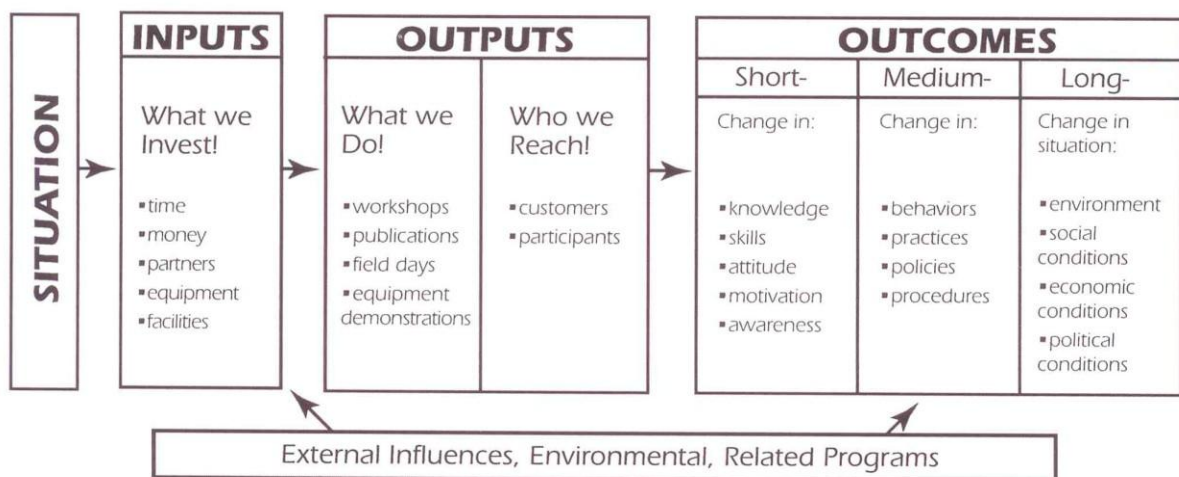 SITUATION
INPUTS
What we
Invest!
▪time
▪money
▪partners
▪equipment
▪facilities
OUTPUTS
What we
Do!
▪workshops
▪publications
▪field days
▪equipment
demonstrations
Who we
Reach!
▪customers
▪participants
OUTCOMES
Short-
Change in:
▪knowledge
▪skills
▪attitude
▪motivation
▪awareness
Medium-
Change in:
▪behaviors
▪practices
▪policies
▪procedures
Long-
Change in
situation:
▪environment
▪social
conditions
▪economic
conditions
▪political
conditions
External Influences, Environmental, Related Programs